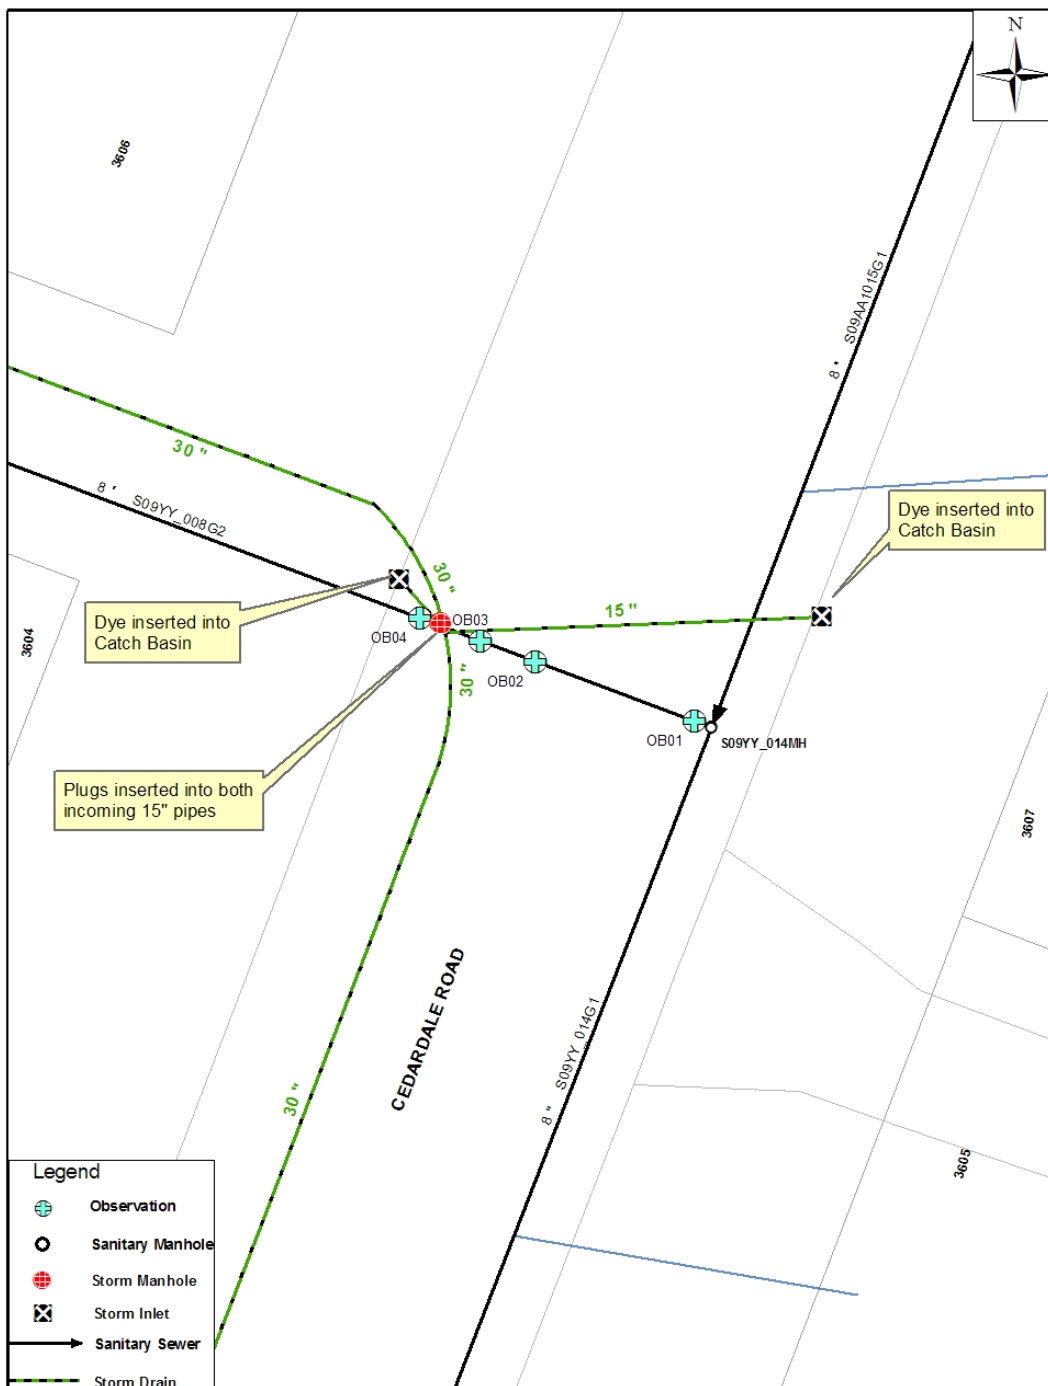 N
3606
8 " S09AA1015G1
30 "
8 " S09YY_008G2
Dye inserted into
Catch Basin
30 "
15 "
Dye inserted into
Catch Basin
OB03
OB04
3604
30 "
OB02
OB01
S09YY_014MH
Plugs inserted into both
incoming 15" pipes
3607
CEDARDALE ROAD
8 " S09YY_014G1
30 "
3605
Legend
Observation
Sanitary Manhole
Storm Manhole
Storm Inlet
Sanitary Sewer
Storm Drain